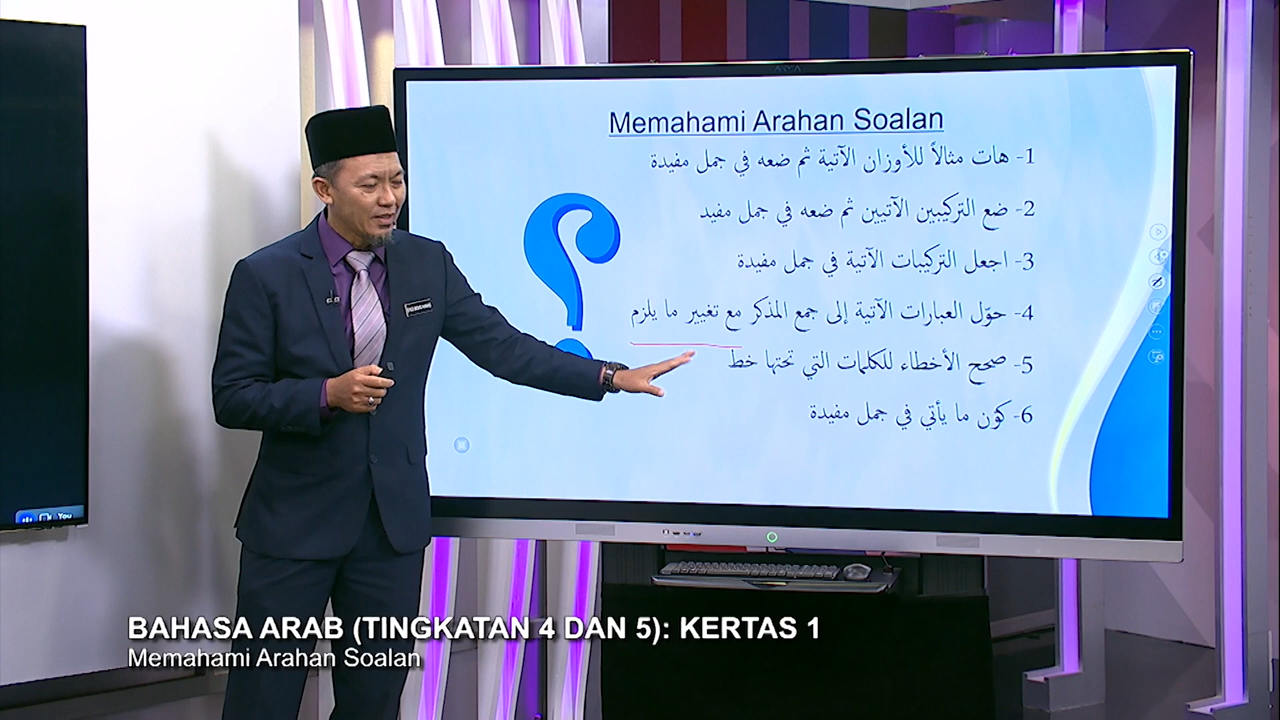 Memahami Arahan Soalan
1- هات مثالاً للأوزان الآتية ثم ضعه في جمل مفيدة
2- ضع التركيبين الآتيين ثم ضعه في جمل مفيد
3- اجعل التركيبات الآتية في جمل مفيدة
4- حوّل العبارات الآتية إلى جمع المذكر مع تغيير ما يلزم
5- صحح الأخطاء للكلمات التي تحتها خط
6- كوّن ما يأتي في جمل مفيدة
You
BAHASA ARAB (TINGKATAN 4 DAN 5): KERTAS 1
Memahami Arahan Soalan